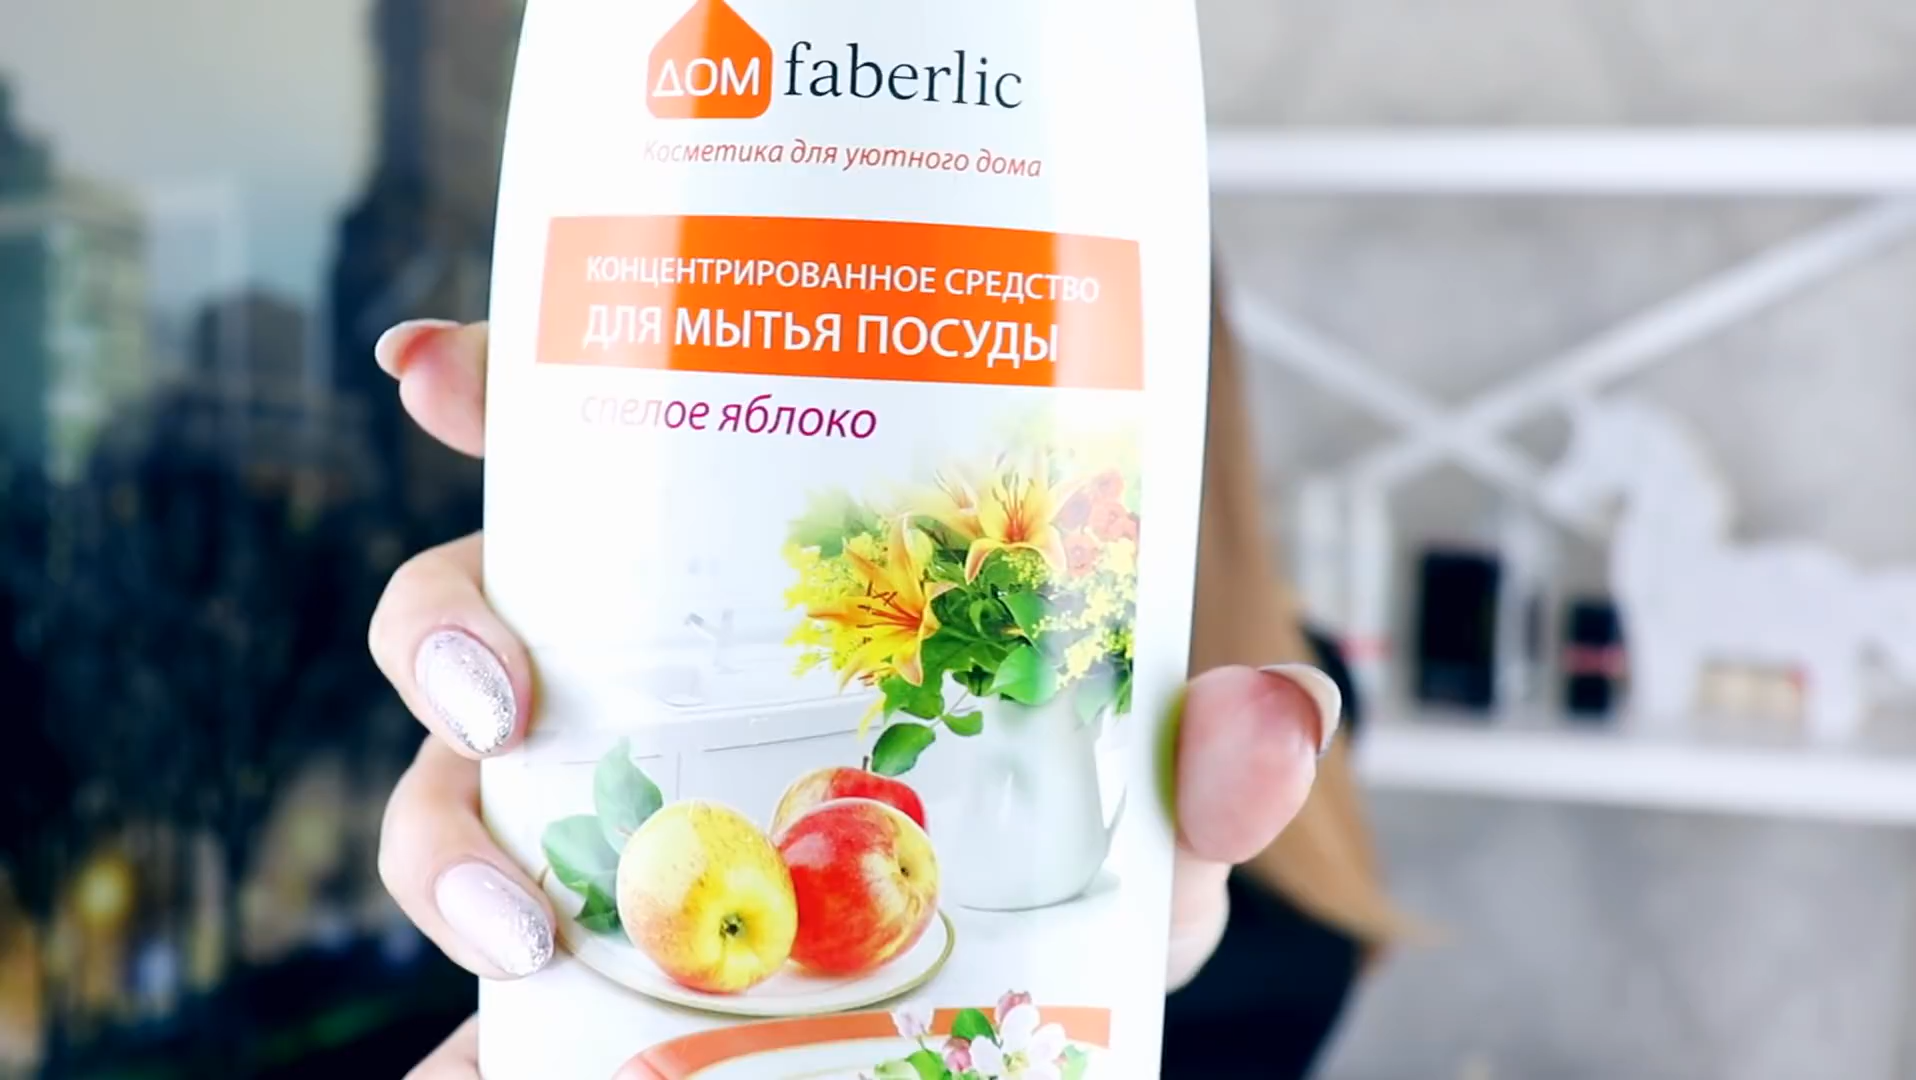 ДОМ faberlic
Косметика для уютного дома
КОНЦЕНТРИРОВАННОЕ СРЕДСТВО
ДЛЯ МЫТЬЯ ПОСУДЫ
спелое яблоко